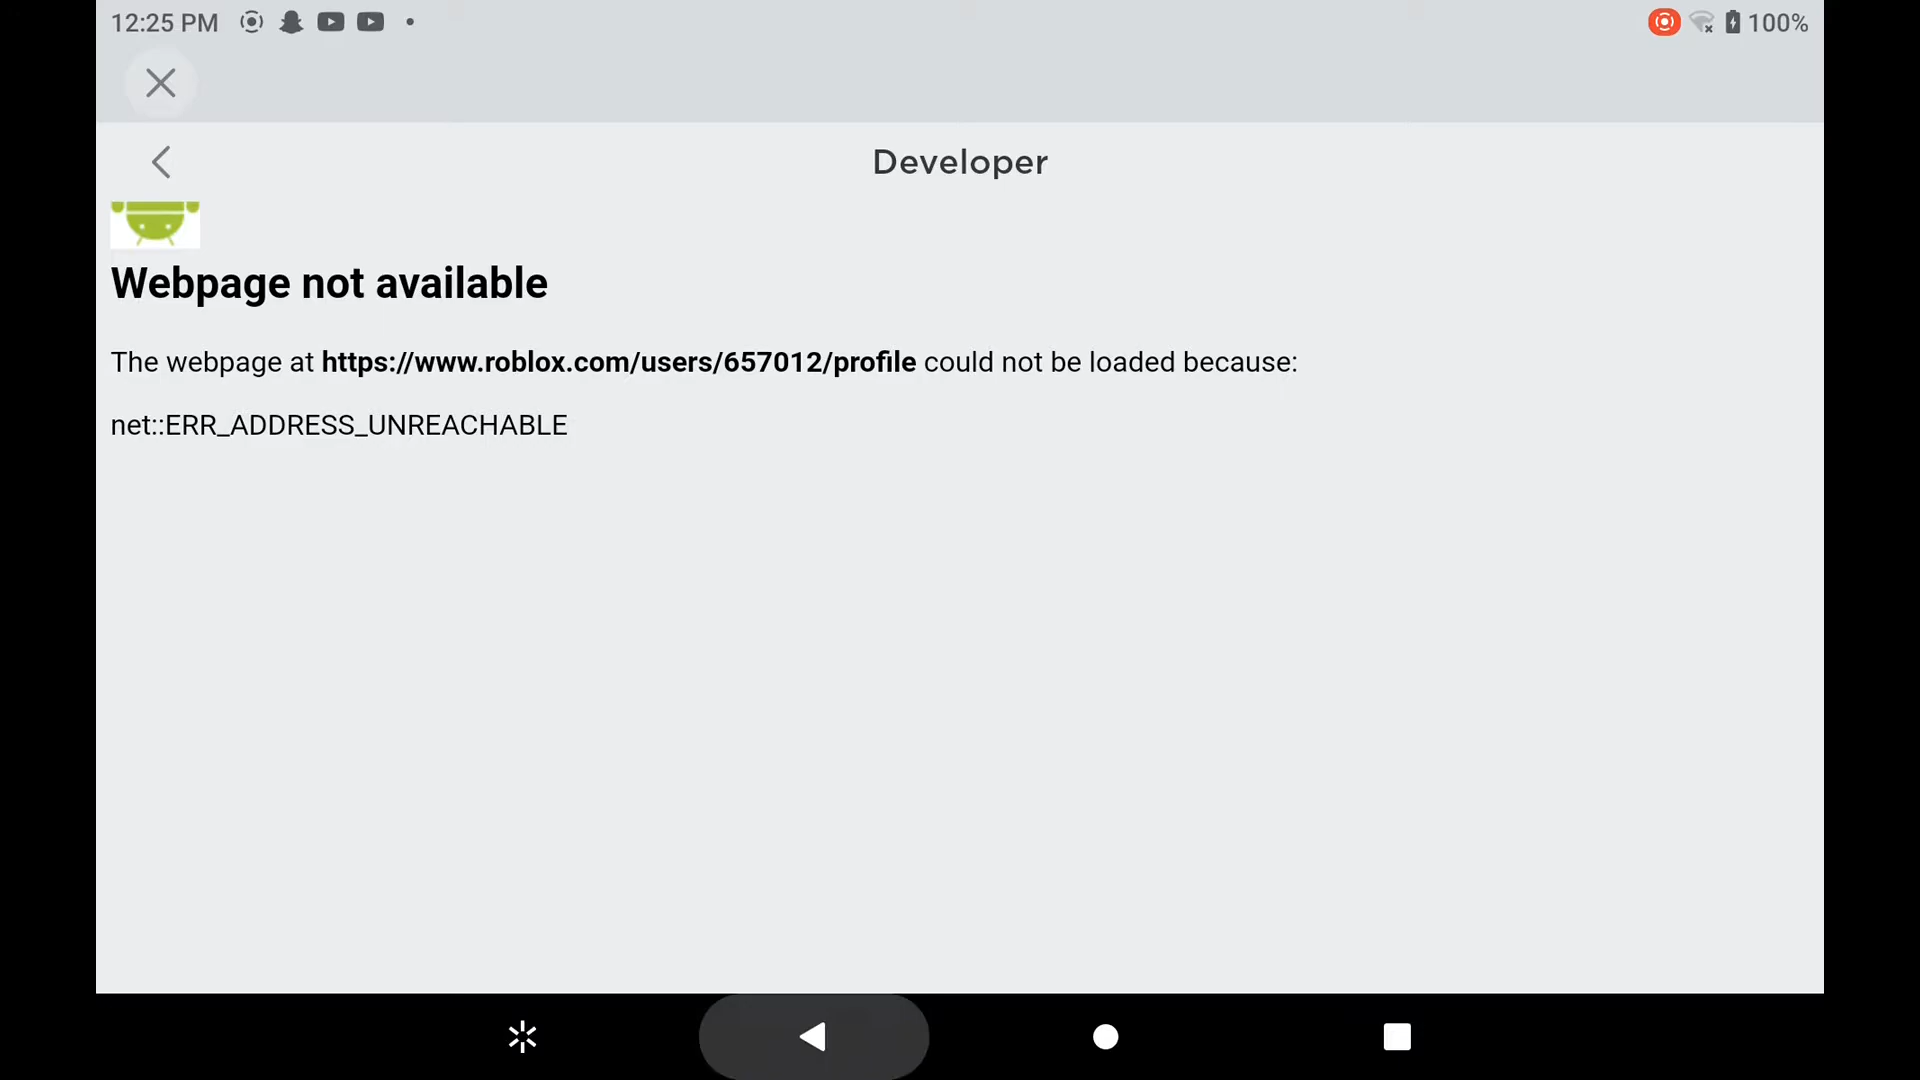 12:25 PM 100%
Developer
Webpage not available
The webpage at https://www.roblox.com/users/657012/profile could not be loaded because:
net::ERR_ADDRESS_UNREACHABLE